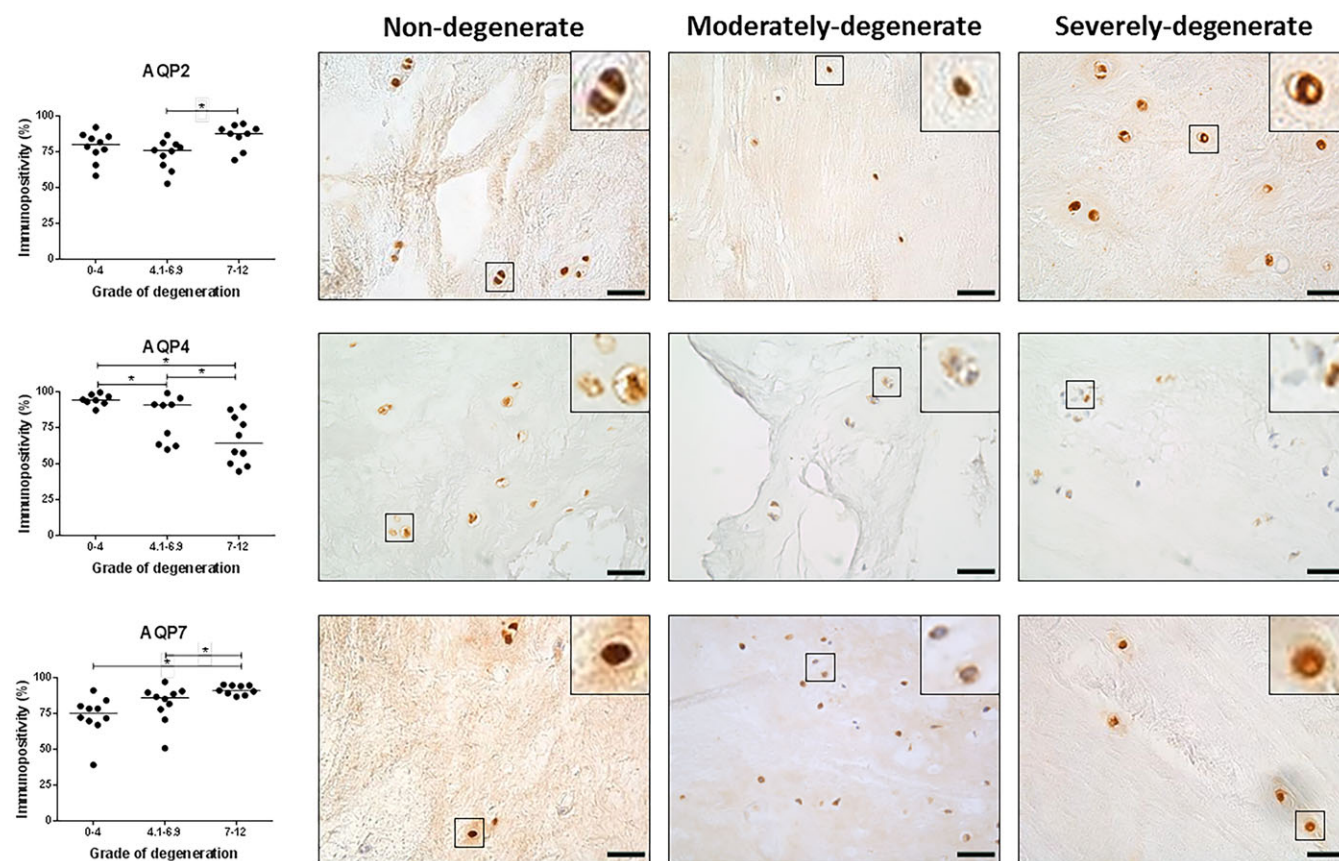 Non-degenerate
Moderately-degenerate
Severely-degenerate
AQP2
*
Immunopositivity (%)
100
75
50
25
0
0-4
4.1-6.9
7-12
Grade of degeneration
AQP4
*
*
*
Immunopositivity (%)
100
75
50
25
0
0-4
4.1-6.9
7-12
Grade of degeneration
AQP7
*
*
Immunopositivity (%)
100
75
50
25
0
0-4
4.1-6.9
7-12
Grade of degeneration